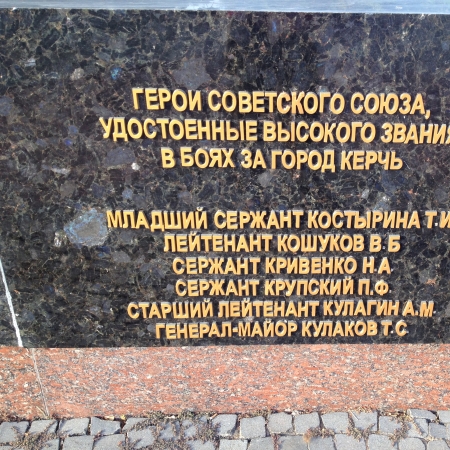 ГЕРОИ СОВЕТСКОГО СОЮЗА,
УДОСТОЕННЫЕ ВЫСОКОГО ЗВАНИЯ
В БОЯХ ЗА ГОРОД КЕРЧЬ
МЛАДШИЙ СЕРЖАНТ КОСТЫРИНА Т.И
ЛЕЙТЕНАНТ КОШУКОВ В.Б
СЕРЖАНТ КРИВЕНКО Н.А
СЕРЖАНТ КРУПСКИЙ П.Ф.
СТАРШИЙ ЛЕЙТЕНАНТ КУЛАГИН А.М
ГЕНЕРАЛ-МАЙОР КУЛАКОВ Т.С